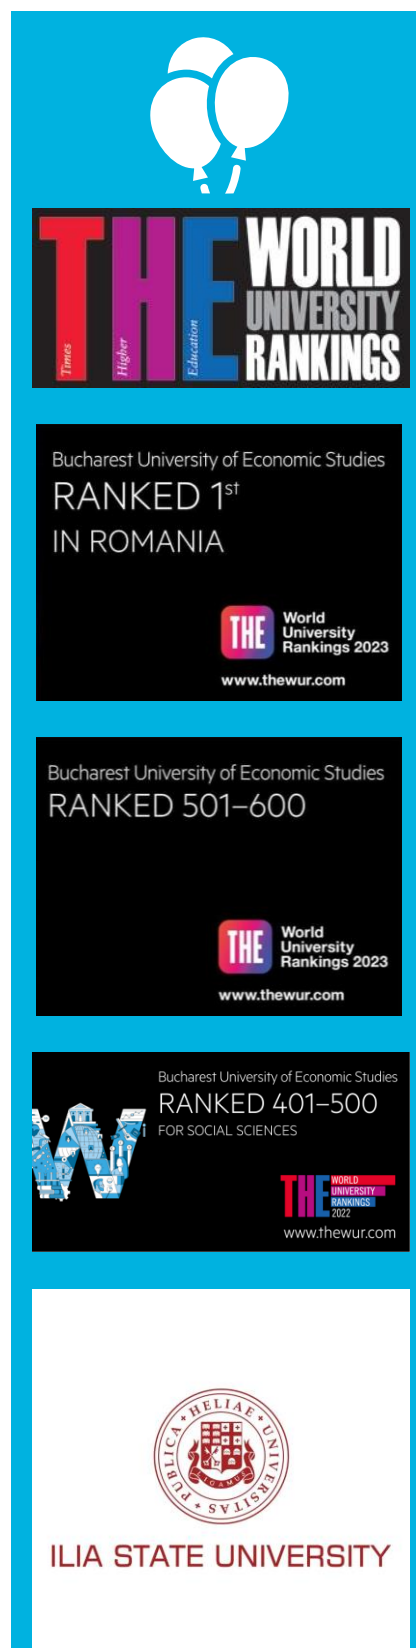 THE WORLD
UNIVERSITY
RANKINGS
Times Higher Education
Bucharest University of Economic Studies
RANKED 1st
IN ROMANIA
THE World
University
Rankings 2023
www.thewur.com
Bucharest University of Economic Studies
RANKED 501–600
THE World
University
Rankings 2023
www.thewur.com
Bucharest University of Economic Studies
RANKED 401–500
FOR SOCIAL SCIENCES
W
THE WORLD
UNIVERSITY
RANKINGS
2022
www.thewur.com
PUBLICA + HELIAE + UNIVERSITAS +
LIGAMUS
ILIA STATE UNIVERSITY